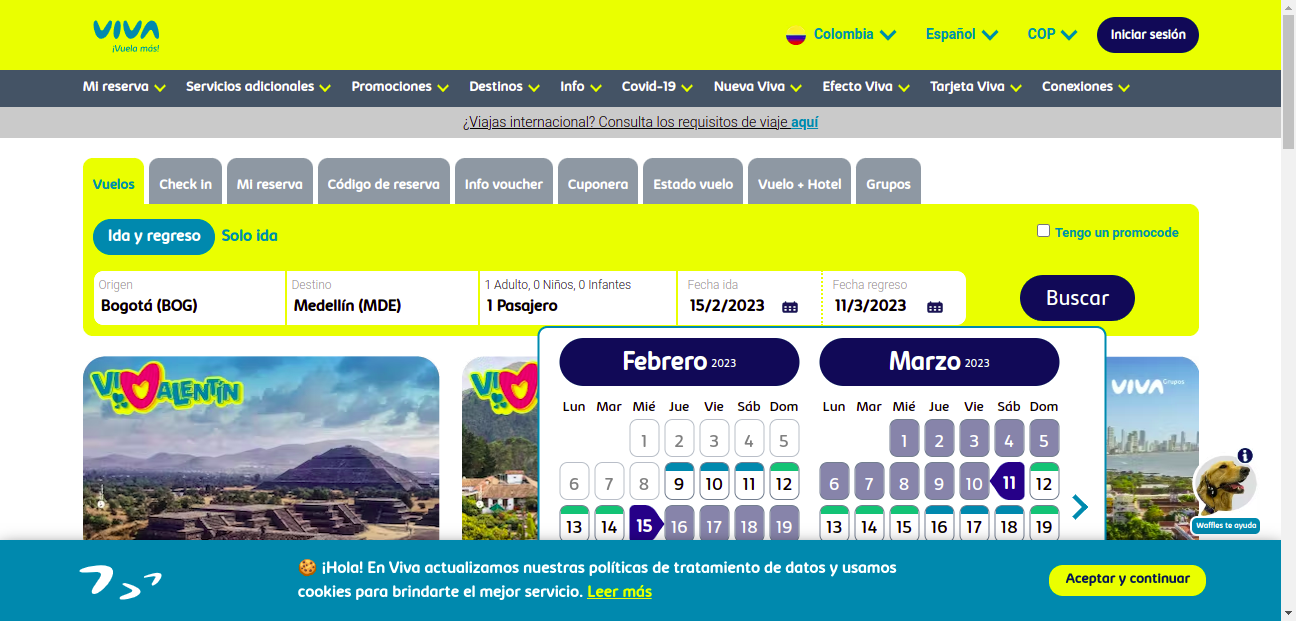 VIVA
¡Vuela más!
Colombia
Español
COP
Iniciar sesión
Mi reserva
Servicios adicionales
Promociones
Destinos
Info
Covid-19
Nueva Viva
Efecto Viva
Tarjeta Viva
Conexiones
¿Viajas internacional? Consulta los requisitos de viaje aquí
Vuelos
Check In
Mi reserva
Código de reserva
Info voucher
Cuponera
Estado vuelo
Vuelo + Hotel
Grupos
Ida y regreso
Solo ida
Tengo un promocode
Origen
Bogotá (BOG)
Destino
Medellín (MDE)
1 Adulto, 0 Niños, 0 Infantes
1 Pasajero
Fecha ida
15/2/2023
Fecha regreso
11/3/2023
Buscar
Febrero 2023
Lun Mar Mié Jue Vie Sáb Dom
1 2 3 4 5
6 7 8 9 10 11 12
13 14 15 16 17 18 19
Marzo 2023
Lun Mar Mié Jue Vie Sáb Dom
1 2 3 4 5
6 7 8 9 10 11 12
13 14 15 16 17 18 19
VIVALENTÍN
VIVA Grupos
i
Waffles te ayuda
¡Hola! En Viva actualizamos nuestras políticas de tratamiento de datos y usamos
cookies para brindarte el mejor servicio. Leer más
Aceptar y continuar